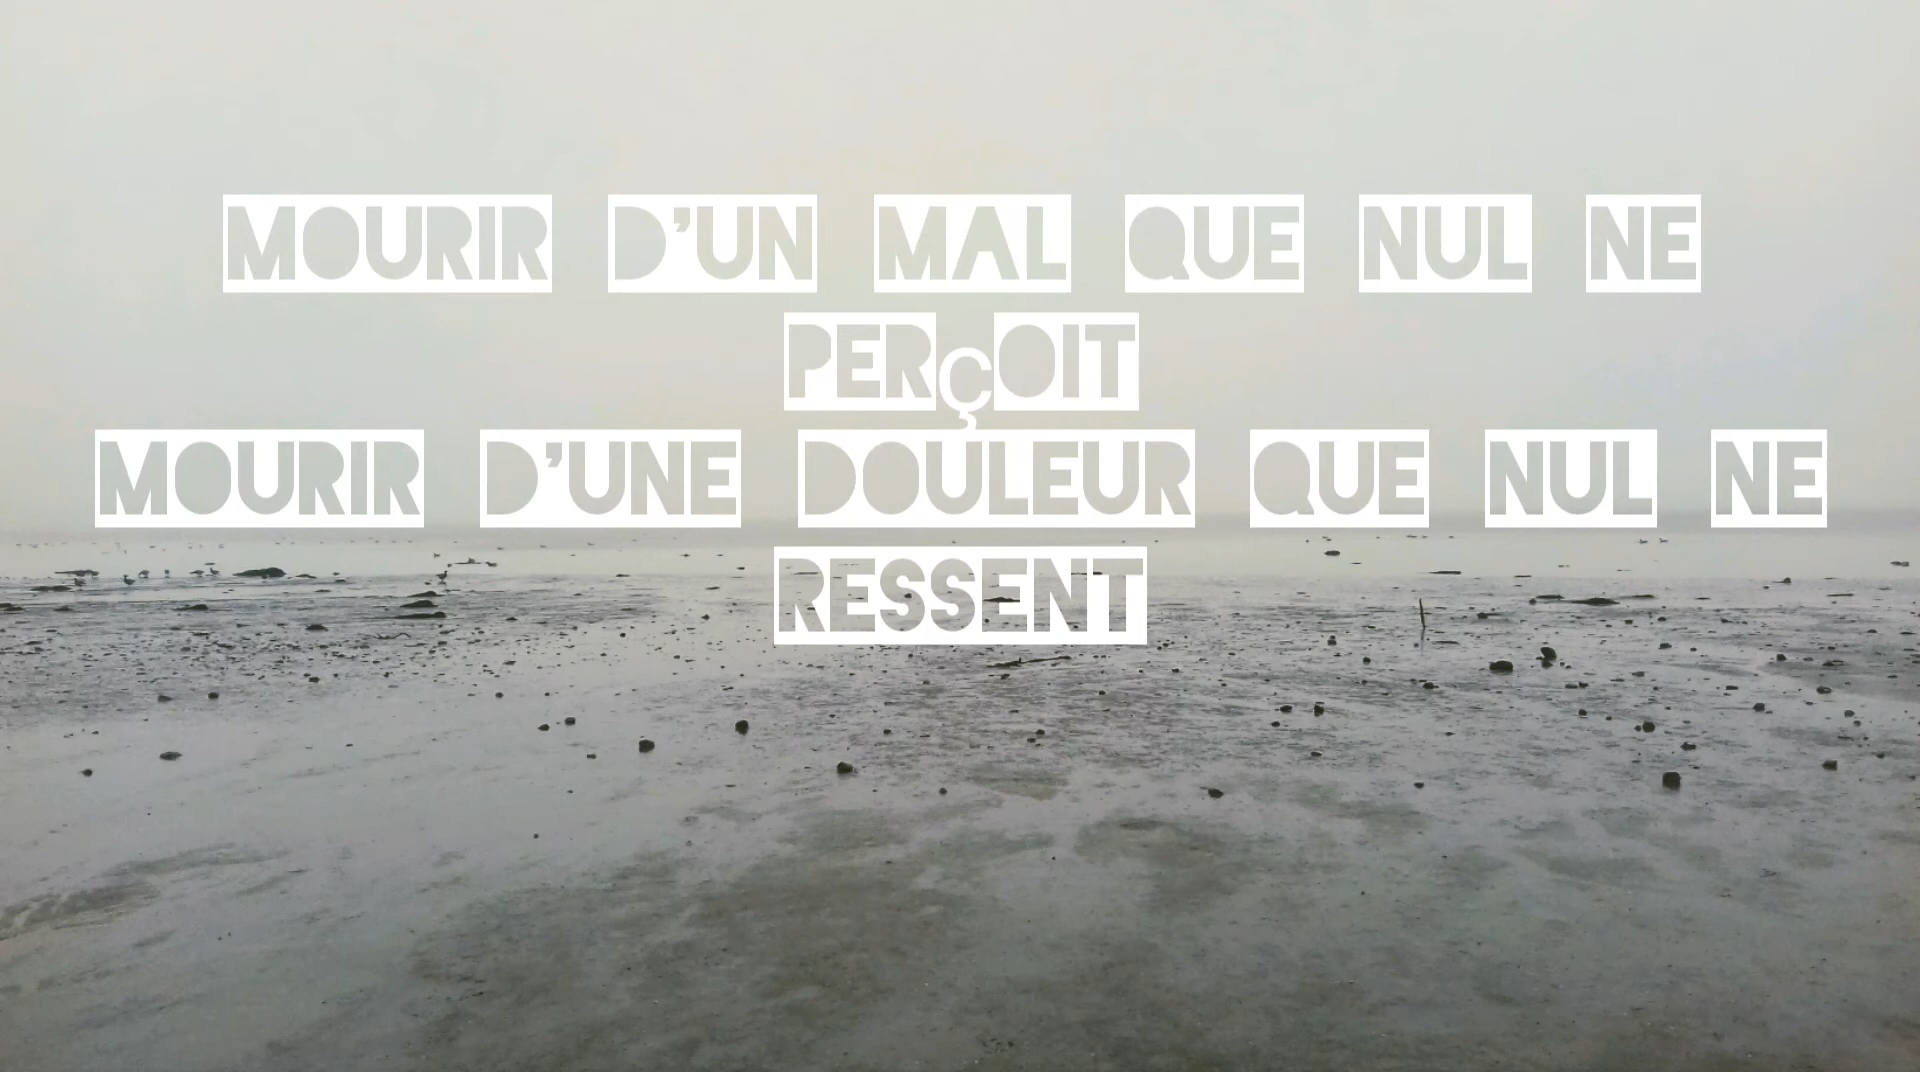 MOURIR D'UN MAL QUE NUL NE
PERçOIT
MOURIR D'UNE DOULEUR QUE NUL NE
RESSENT